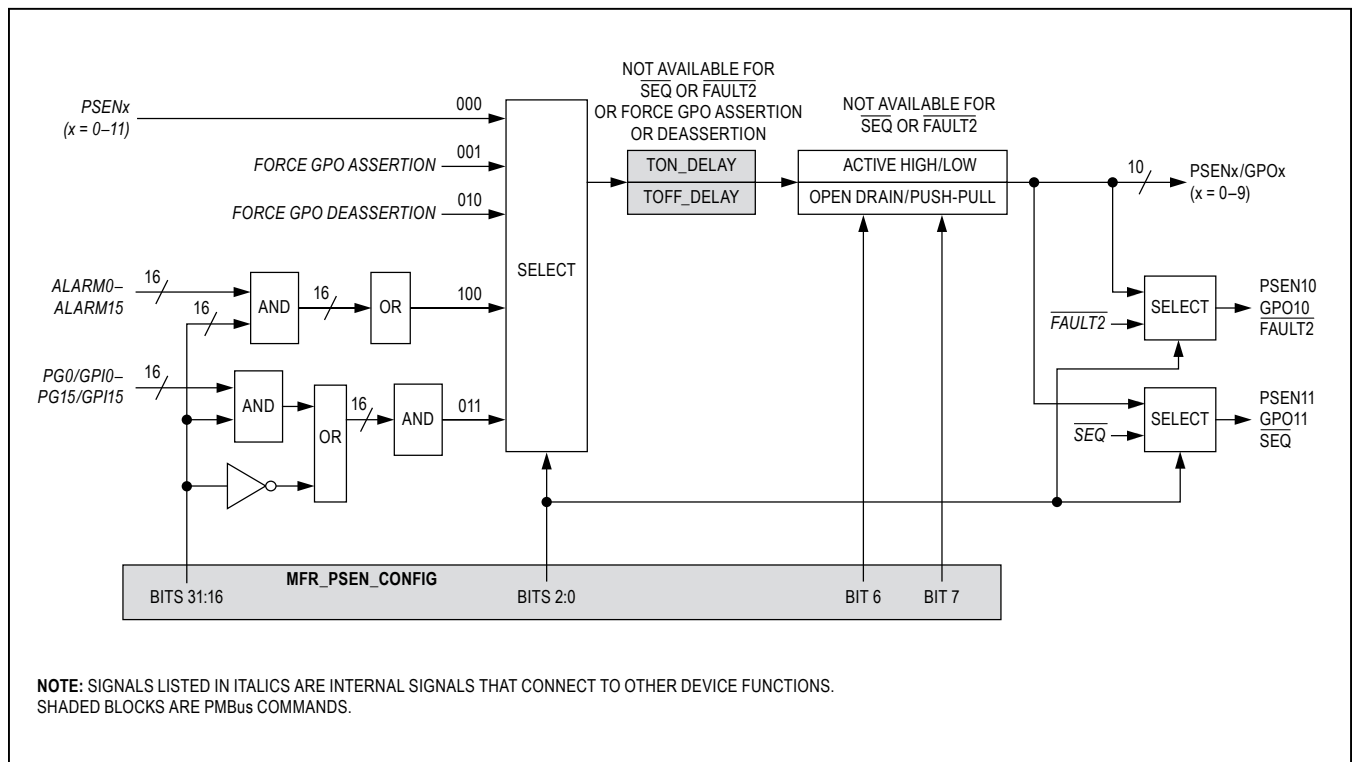 NOT AVAILABLE FOR
SEQ OR FAULT2
OR FORCE GPO ASSERTION
OR DEASSERTION
NOT AVAILABLE FOR
SEQ OR FAULT2
PSENx
(x = 0–11)
000
FORCE GPO ASSERTION
001
FORCE GPO DEASSERTION
010
ALARM0–
ALARM15
16
16
AND
16
OR
100
PG0/GPI0–
PG15/GPI15
16
AND
OR
16
AND
011
SELECT
TON_DELAY
TOFF_DELAY
ACTIVE HIGH/LOW
OPEN DRAIN/PUSH-PULL
10
PSENx/GPOx
(x = 0–9)
FAULT2
SELECT
PSEN10
GPO10
FAULT2
SEQ
SELECT
PSEN11
GPO11
SEQ
MFR_PSEN_CONFIG
BITS 31:16
BITS 2:0
BIT 6
BIT 7
NOTE: SIGNALS LISTED IN ITALICS ARE INTERNAL SIGNALS THAT CONNECT TO OTHER DEVICE FUNCTIONS.
SHADED BLOCKS ARE PMBus COMMANDS.